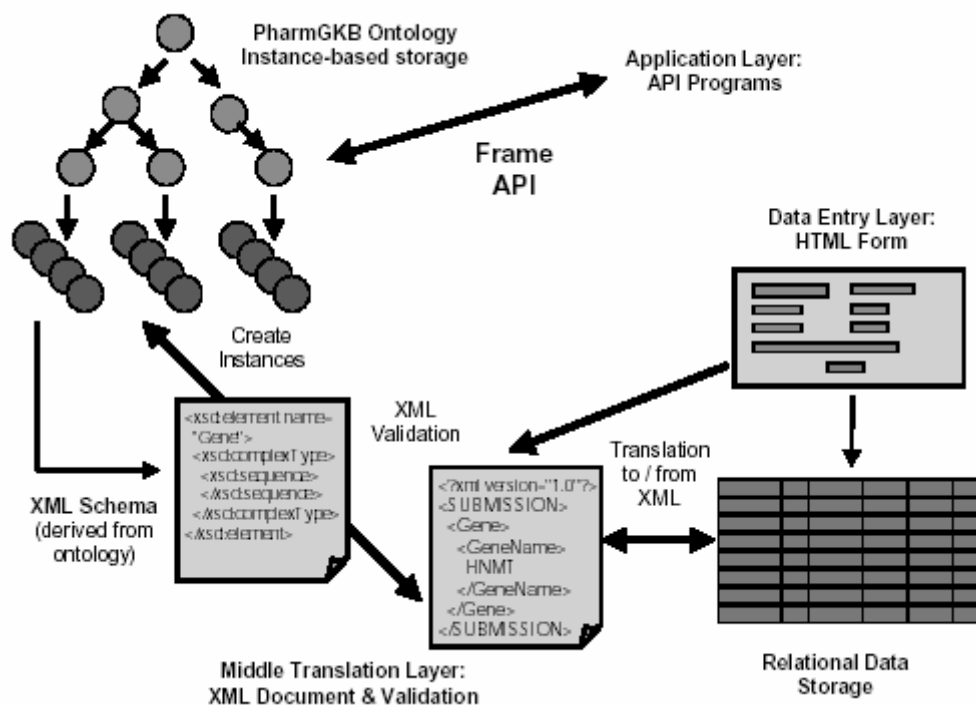 PharmGKB Ontology
Instance-based storage
Application Layer:
API Programs
Frame
API
Data Entry Layer:
HTML Form
Create
Instances
XML
Validation
Translation
to / from
XML
<xsd:element name=
"Gene">
<xsd:complexType>
<xsd:sequence>
</xsd:sequence>
</xsd:complexType>
</xsd:element>
XML Schema
(derived from
ontology)
<?xml version="1.0"?>
<SUBMISSION>
<Gene>
<GeneName>
HNMT
</GeneName>
</Gene>
</SUBMISSION>
Middle Translation Layer:
XML Document & Validation
Relational Data
Storage